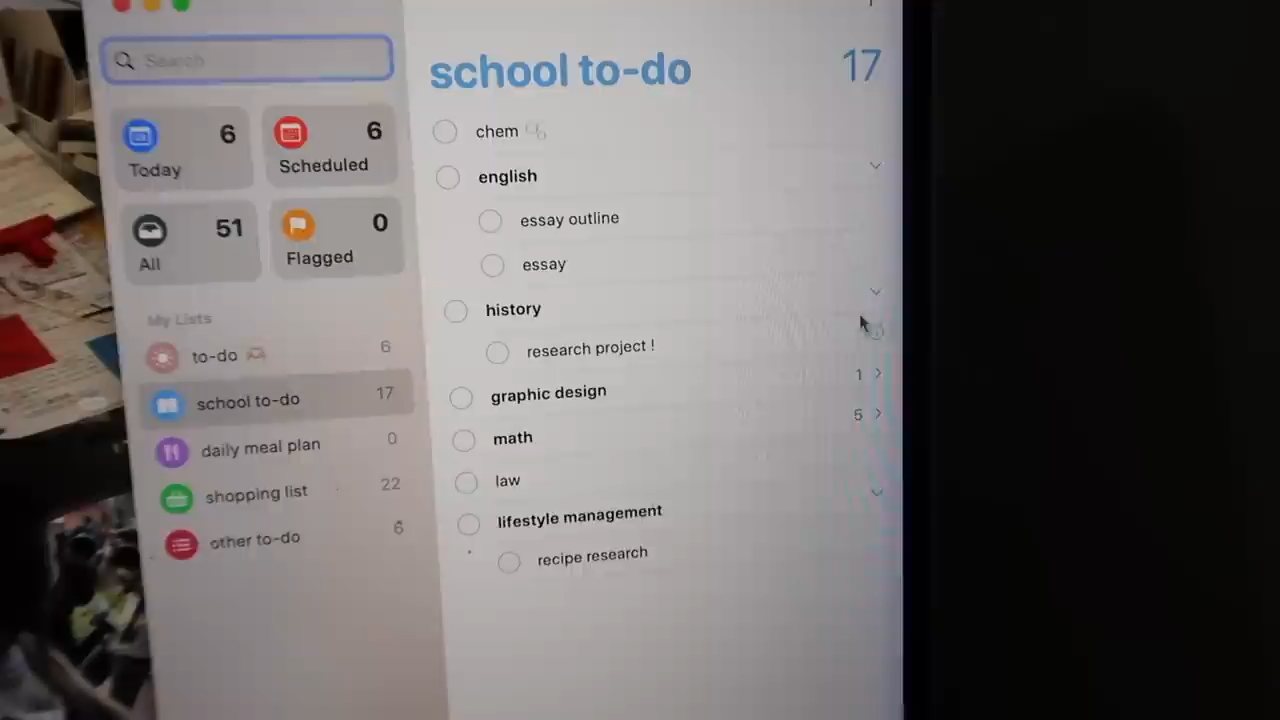 Search
6
Today
6
Scheduled
51
All
0
Flagged
My Lists
to-do 6
school to-do 17
daily meal plan 0
shopping list 22
other to-do 6
school to-do 17
chem
english
essay outline
essay
history
research project !
graphic design 1
math 5
law
lifestyle management
recipe research